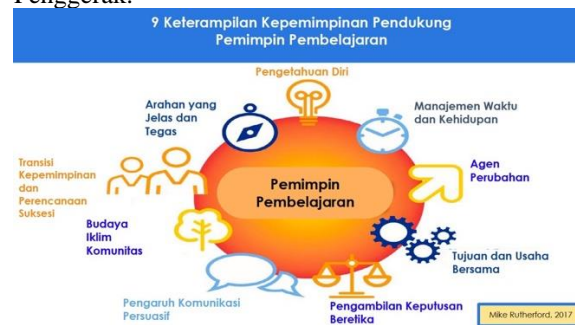 Penggerak.
9 Keterampilan Kepemimpinan Pendukung
Pemimpin Pembelajaran
Pengetahuan Diri
Arahan yang
Jelas dan
Tegas
Manajemen Waktu
dan Kehidupan
Transisi
Kepemimpinan
dan
Perencanaan
Suksesi
Agen
Perubahan
Pemimpin
Pembelajaran
Budaya
Iklim
Komunitas
Tujuan dan Usaha
Bersama
Pengaruh Komunikasi
Persuasif
Pengambilan Keputusan
Beretika
Mike Rutherford, 2017